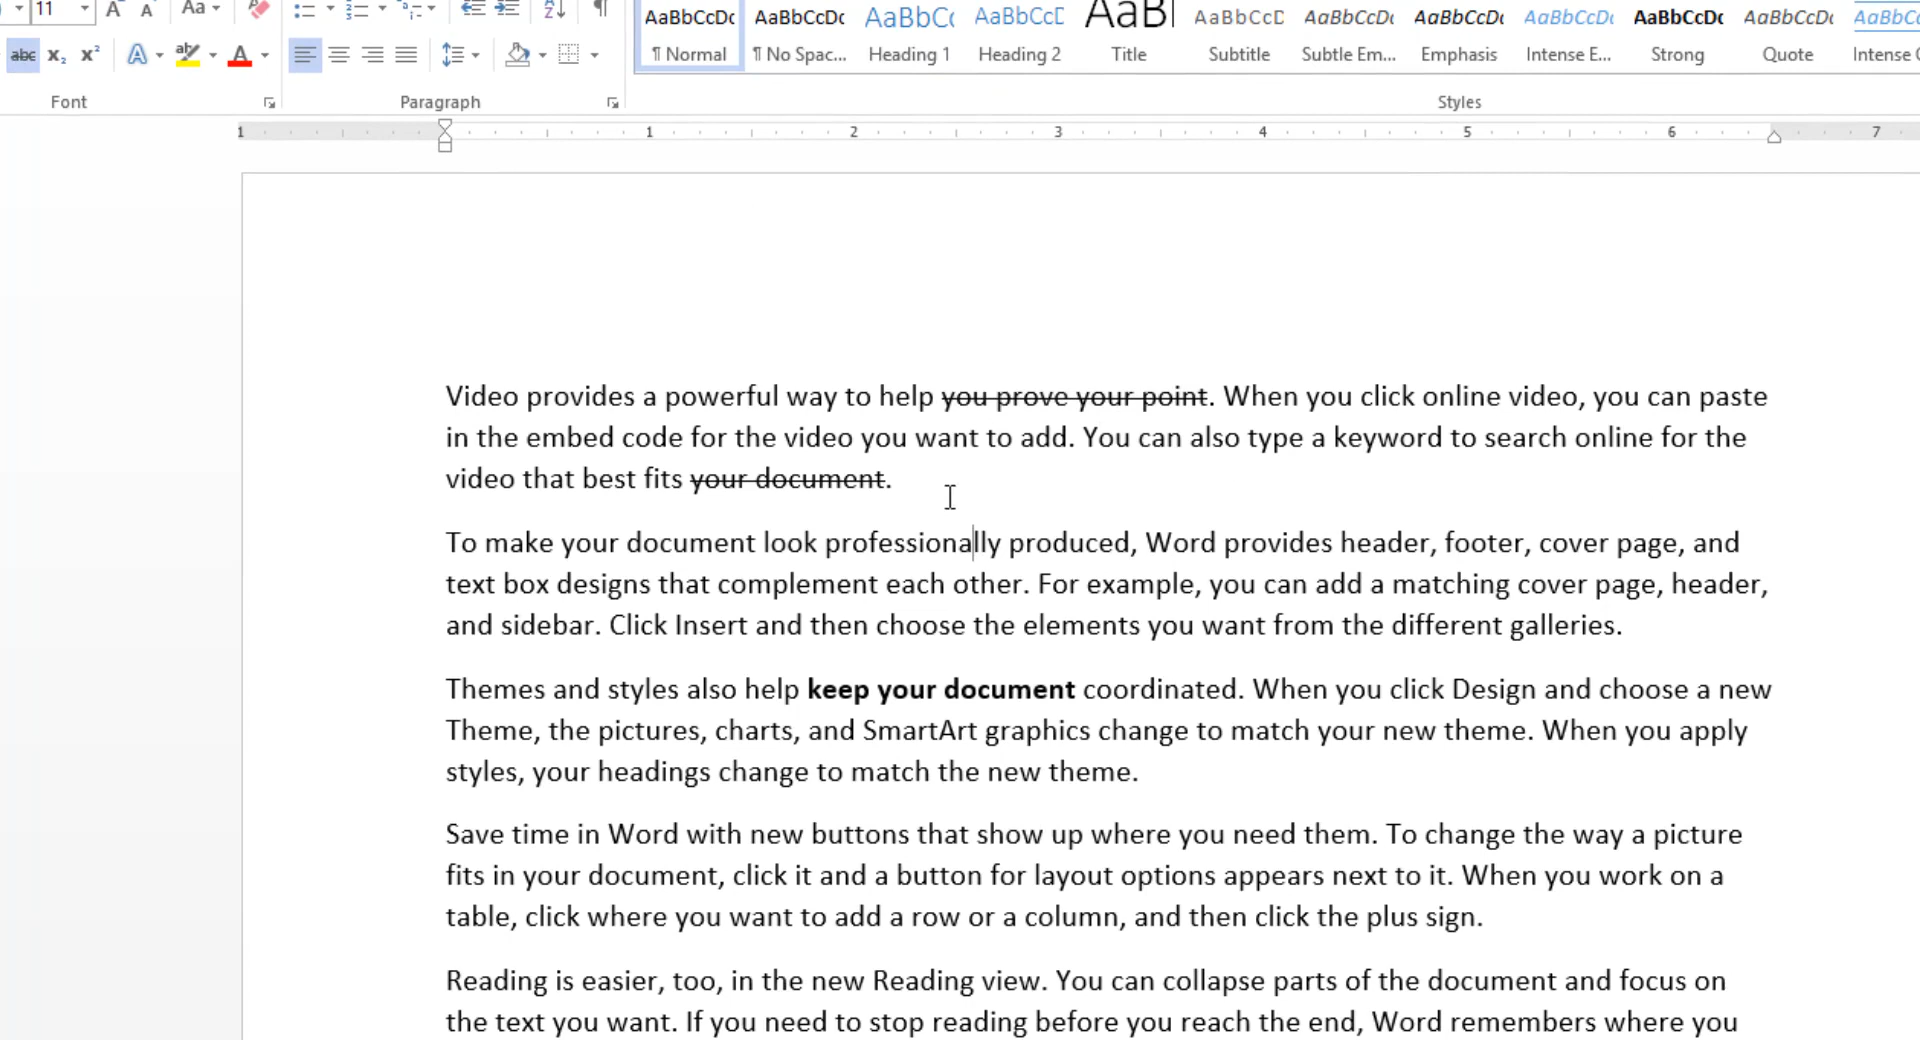 11 A A Aa
AaBbCcDc AaBbCcDc AaBbC AaBbCcD AaB AaBbCcD AaBbCcDc AaBbCcDc AaBbCcDc AaBbCcDc AaBbCcDc AaBbCc
abc x₂ x² A aby A ¶ Normal ¶ No Spac... Heading 1 Heading 2 Title Subtitle Subtle Em... Emphasis Intense E... Strong Quote Intense
Font Paragraph Styles
1 1 2 3 4 5 6 7
Video provides a powerful way to help you prove your point. When you click online video, you can paste
in the embed code for the video you want to add. You can also type a keyword to search online for the
video that best fits your document.
To make your document look professionally produced, Word provides header, footer, cover page, and
text box designs that complement each other. For example, you can add a matching cover page, header,
and sidebar. Click Insert and then choose the elements you want from the different galleries.
Themes and styles also help keep your document coordinated. When you click Design and choose a new
Theme, the pictures, charts, and SmartArt graphics change to match your new theme. When you apply
styles, your headings change to match the new theme.
Save time in Word with new buttons that show up where you need them. To change the way a picture
fits in your document, click it and a button for layout options appears next to it. When you work on a
table, click where you want to add a row or a column, and then click the plus sign.
Reading is easier, too, in the new Reading view. You can collapse parts of the document and focus on
the text you want. If you need to stop reading before you reach the end, Word remembers where you